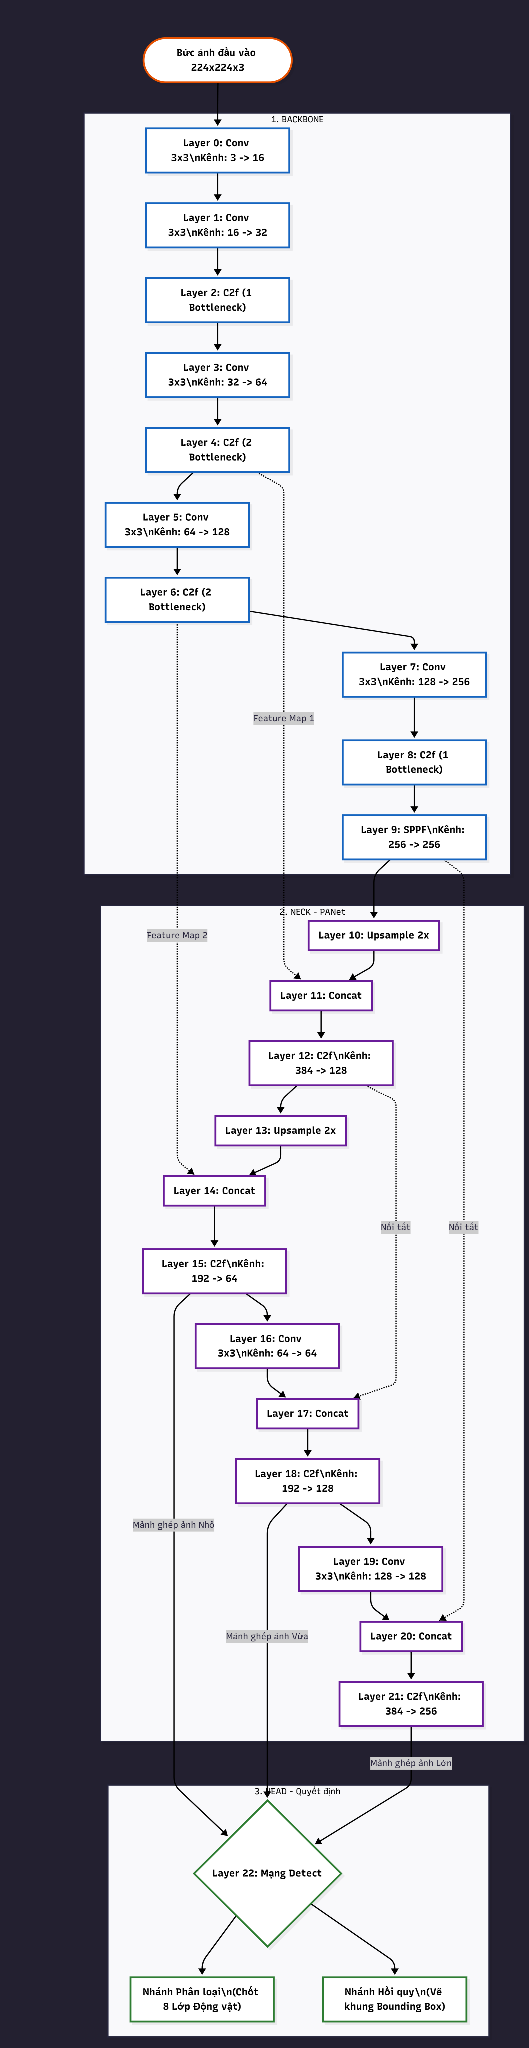 Bức ảnh đầu vào
224x224x3
1. BACKBONE
Layer 0: Conv
3x3\nKênh: 3 -> 16
Layer 1: Conv
3x3\nKênh: 16 -> 32
Layer 2: C2f (1
Bottleneck)
Layer 3: Conv
3x3\nKênh: 32 -> 64
Layer 4: C2f (2
Bottleneck)
Layer 5: Conv
3x3\nKênh: 64 -> 128
Layer 6: C2f (2
Bottleneck)
Layer 7: Conv
3x3\nKênh: 128 -> 256
Feature Map 1
Layer 8: C2f (1
Bottleneck)
Layer 9: SPPF\nKênh:
256 -> 256
2. NECK - PANet
Feature Map 2
Layer 10: Upsample 2x
Layer 11: Concat
Layer 12: C2f\nKênh:
384 -> 128
Layer 13: Upsample 2x
Layer 14: Concat
Nối tắt
Nối tắt
Layer 15: C2f\nKênh:
192 -> 64
Layer 16: Conv
3x3\nKênh: 64 -> 64
Layer 17: Concat
Layer 18: C2f\nKênh:
192 -> 128
Mảnh ghép ảnh Nhỏ
Layer 19: Conv
3x3\nKênh: 128 -> 128
Mảnh ghép ảnh Vừa
Layer 20: Concat
Layer 21: C2f\nKênh:
384 -> 256
Mảnh ghép ảnh Lớn
3. HEAD - Quyết định
Layer 22: Mạng Detect
Nhánh Phân loại\n(Chốt
8 Lớp Động vật)
Nhánh Hồi quy\n(Vẽ
khung Bounding Box)